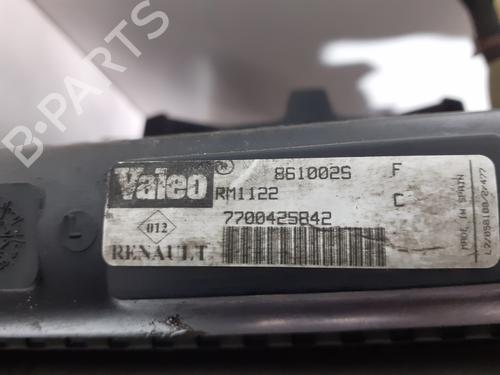 B-PARTS
Valeo®
861002S F
RM1122 C
7700425842
012
RENAULT
MADE IN SPAIN
L